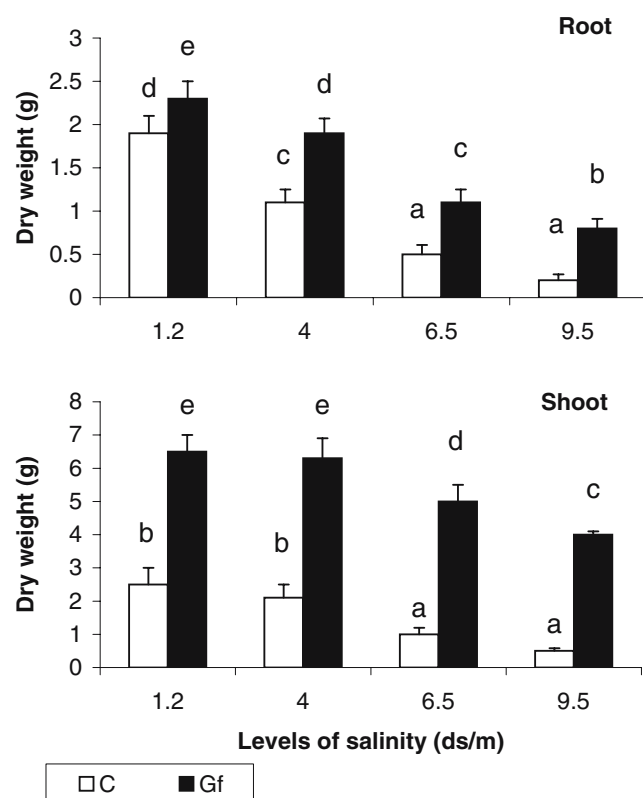 Root
Dry weight (g)
3
2.5
2
1.5
1
0.5
0
d e c d a c a b
1.2 4 6.5 9.5
Shoot
Dry weight (g)
8
7
6
5
4
3
2
1
0
b e b e a d a c
1.2 4 6.5 9.5
Levels of salinity (ds/m)
C Gf